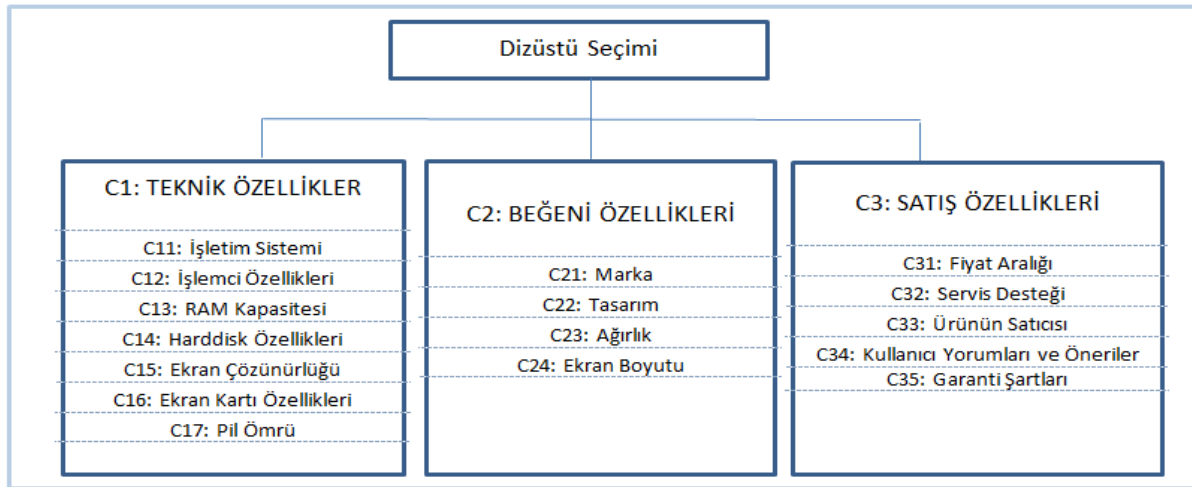 Dizüstü Seçimi
C1: TEKNİK ÖZELLİKLER
C11: İşletim Sistemi
C12: İşlemci Özellikleri
C13: RAM Kapasitesi
C14: Harddisk Özellikleri
C15: Ekran Çözünürlüğü
C16: Ekran Kartı Özellikleri
C17: Pil Ömrü
C2: BEĞENİ ÖZELLİKLERİ
C21: Marka
C22: Tasarım
C23: Ağırlık
C24: Ekran Boyutu
C3: SATIŞ ÖZELLİKLERİ
C31: Fiyat Aralığı
C32: Servis Desteği
C33: Ürünün Satıcısı
C34: Kullanıcı Yorumları ve Öneriler
C35: Garanti Şartları